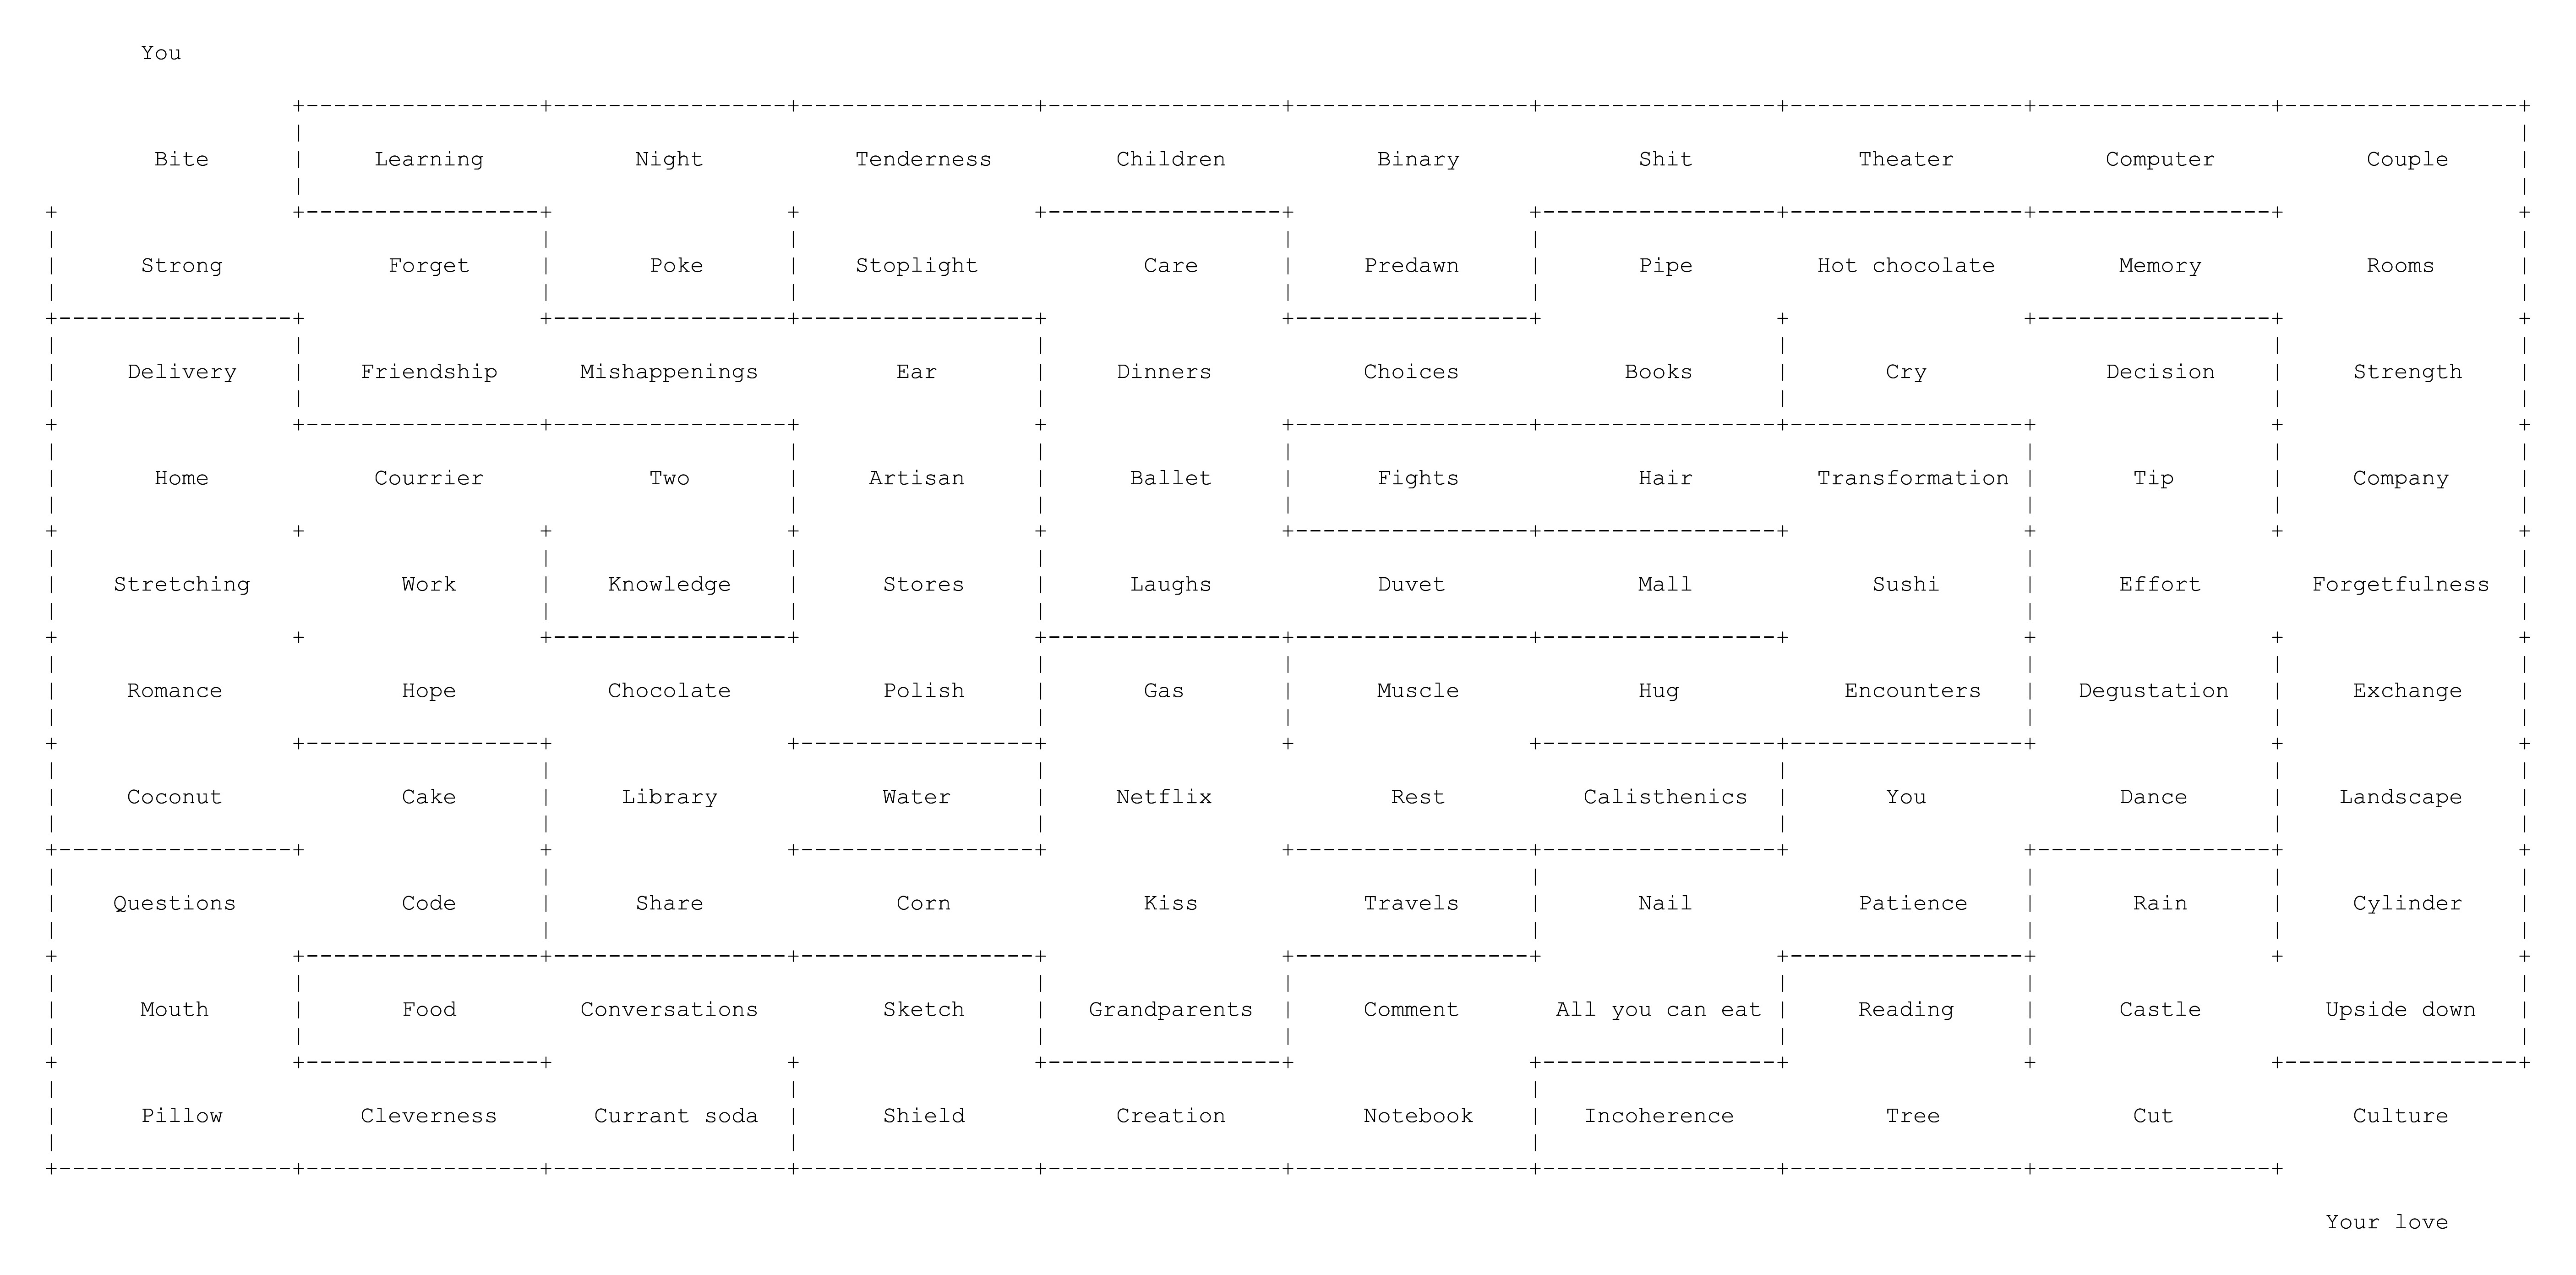 You
Bite Learning Night Tenderness Children Binary Shit Theater Computer Couple
Strong Forget Poke Stoplight Care Predawn Pipe Hot chocolate Memory Rooms
Delivery Friendship Mishappenings Ear Dinners Choices Books Cry Decision Strength
Home Courrier Two Artisan Ballet Fights Hair Transformation Tip Company
Stretching Work Knowledge Stores Laughs Duvet Mall Sushi Effort Forgetfulness
Romance Hope Chocolate Polish Gas Muscle Hug Encounters Degustation Exchange
Coconut Cake Library Water Netflix Rest Calisthenics You Dance Landscape
Questions Code Share Corn Kiss Travels Nail Patience Rain Cylinder
Mouth Food Conversations Sketch Grandparents Comment All you can eat Reading Castle Upside down
Pillow Cleverness Currant soda Shield Creation Notebook Incoherence Tree Cut Culture
Your love